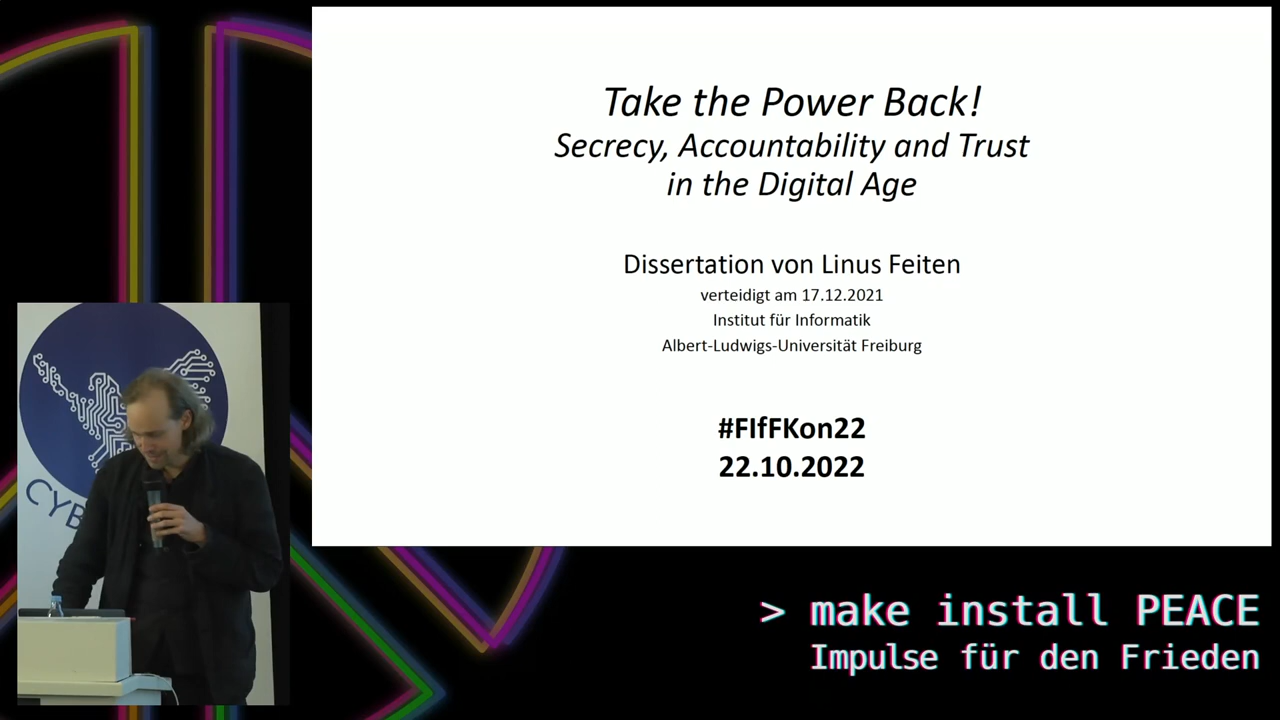 Take the Power Back!
Secrecy, Accountability and Trust
in the Digital Age
Dissertation von Linus Feiten
verteidigt am 17.12.2021
Institut für Informatik
Albert-Ludwigs-Universität Freiburg
#FIfFKon22
22.10.2022
CYB
> make install PEACE
Impulse für den Frieden